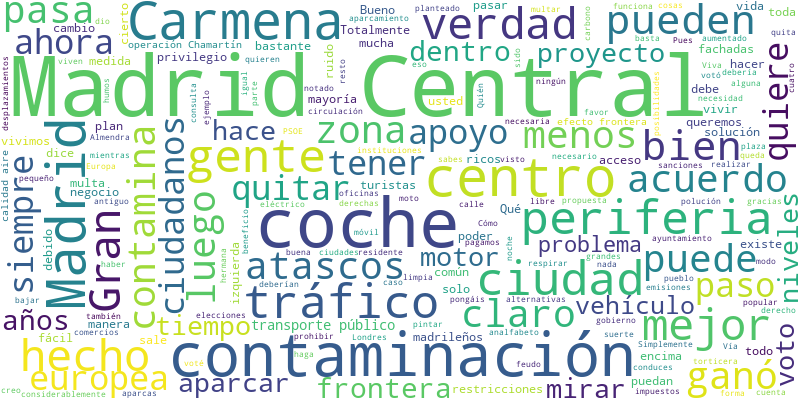 pasa
Carmena
verdad
pueden
ahora
Madrid Central
quiere
dentro
proyecto
zona
apoyo
menos
bien
gente
tener
centro
acuerdo
hace
quitar
luego
coche
periferia
siempre
Madrid
Gran
contamina
ciudadanos
atascos
motor
problema
puede
niveles
tráfico
ciudad
claro
vehículo
paso
años
tiempo
mejor
voto
hecho
contaminación
ganó
europea
aparcar
frontera
mirar
cierto
Bueno
aparcamiento
planteado
pasar
funciona
multar
vida
toda
cosas
cambio
dio
Totalmente
mucha
carbono
basta
Pues
operación Chamartín
quieren
bastante
viven
medida
privilegio
ruido
resto
eso
sido
fachadas
aumentado
Viva
votó
hacer
debería
alguna
quita
cuatro
desplazamientos
humos
consulta
ejemplo
igual
parte
notado
mayoría
circulación
ningún
usted
favor
Quién
debe
necesidad
vivir
necesaria
efecto frontera
posibilidades
queremos
solución
plaza
queda
plan
Almendra
PSOE
instituciones
vivimos
dice
mientras
Europa
sabes
ricos
visto
necesario
acceso
sanciones
realizar
calidad aire
pequeño
multa
negocio
antiguo
turistas
oficinas
derechas
moto
calle
libre
propuesta
polución
gracias
eléctrico
beneficio
móvil
Qué
Cómo
poder
pagamos
noche
existe
ayuntamiento
debido
haber
izquierda
hermana
buena
ciudades
residente
común
grandes
nada
respirar
pueblo
modo
bajar
también
manera
comercios
deberían
caso
limpia
solo
pongáis
alternativas
emisiones
popular
derecho
elecciones
fácil
sale
transporte público
pintar
madrileños
analfabeto
gobierno
suerte
Simplemente
Vía
todo
encima
torticera
creo
considerablemente
aparcas
vote
prohibir
haga
Londres
feudo
conduces
restricciones
puedan
impuestos
forma
cuenta